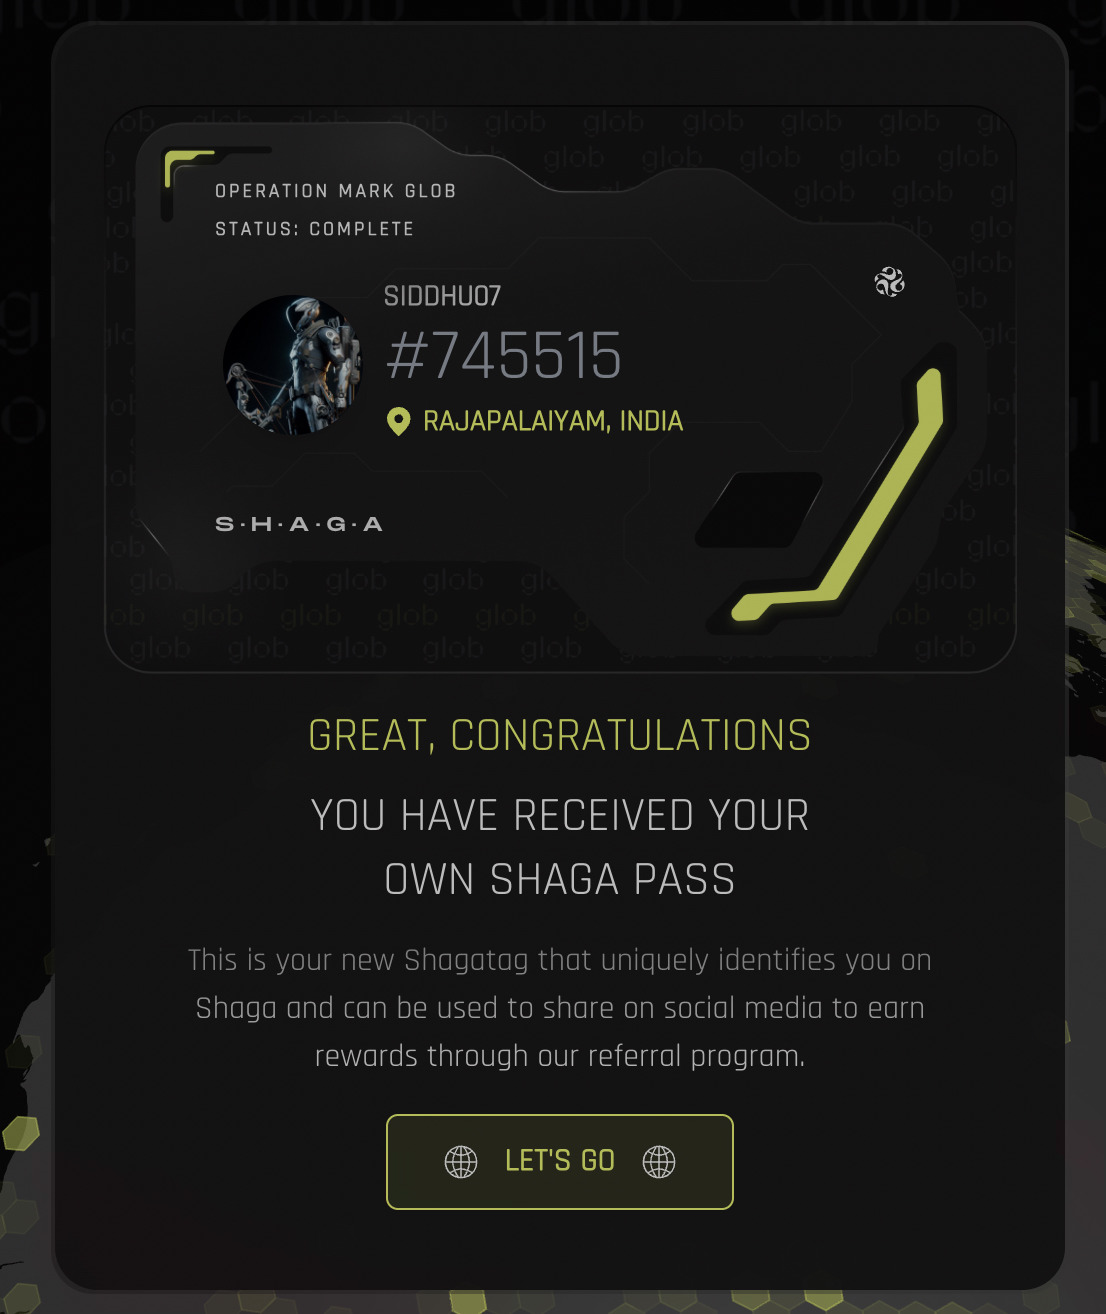 OPERATION MARK GLOB
STATUS: COMPLETE
SIDDHU07
#745515
RAJAPALAIYAM, INDIA
S·H·A·G·A
GREAT, CONGRATULATIONS
YOU HAVE RECEIVED YOUR
OWN SHAGA PASS
This is your new Shagatag that uniquely identifies you on
Shaga and can be used to share on social media to earn
rewards through our referral program.
LET'S GO